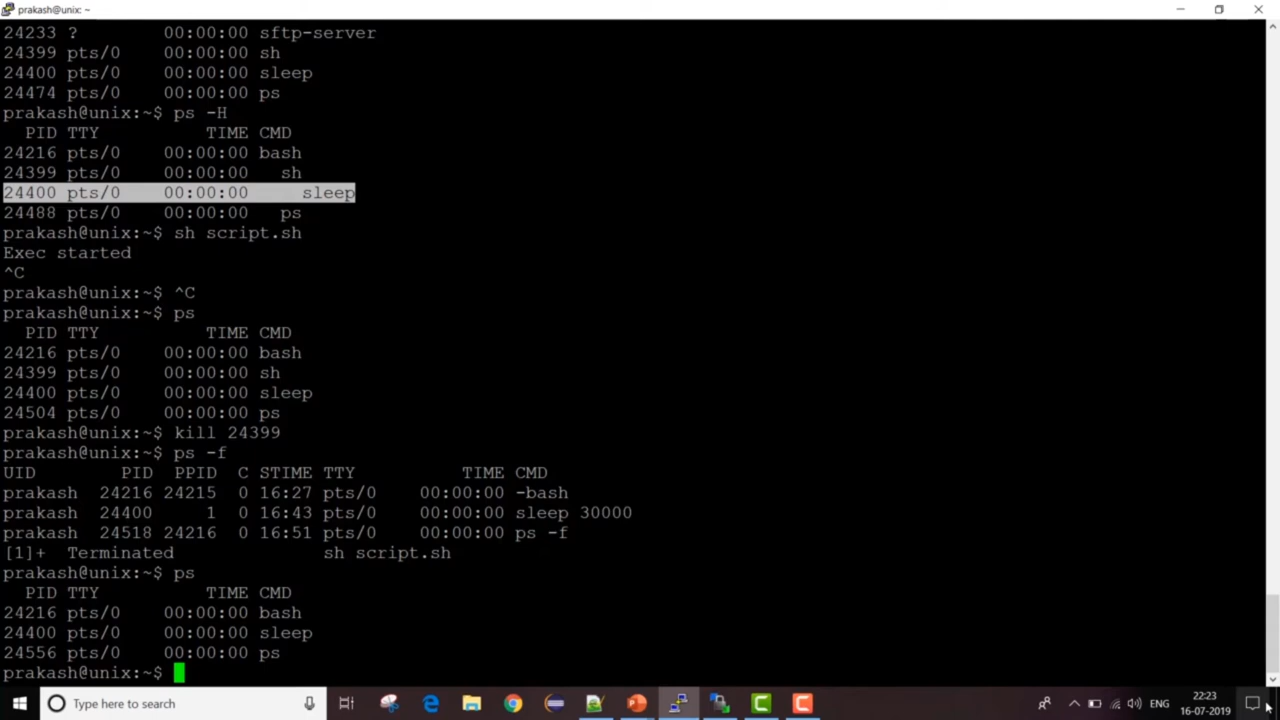 prakash@unix: ~
24233 ?        00:00:00 sftp-server
24399 pts/0    00:00:00 sh
24400 pts/0    00:00:00 sleep
24474 pts/0    00:00:00 ps
prakash@unix:~$ ps -H
  PID TTY          TIME CMD
24216 pts/0    00:00:00 bash
24399 pts/0    00:00:00   sh
24400 pts/0    00:00:00     sleep
24488 pts/0    00:00:00   ps
prakash@unix:~$ sh script.sh
Exec started
^C
prakash@unix:~$ ^C
prakash@unix:~$ ps
  PID TTY          TIME CMD
24216 pts/0    00:00:00 bash
24399 pts/0    00:00:00 sh
24400 pts/0    00:00:00 sleep
24504 pts/0    00:00:00 ps
prakash@unix:~$ kill 24399
prakash@unix:~$ ps -f
UID        PID  PPID  C STIME TTY          TIME CMD
prakash  24216 24215  0 16:27 pts/0    00:00:00 -bash
prakash  24400     1  0 16:43 pts/0    00:00:00 sleep 30000
prakash  24518 24216  0 16:51 pts/0    00:00:00 ps -f
[1]+  Terminated              sh script.sh
prakash@unix:~$ ps
  PID TTY          TIME CMD
24216 pts/0    00:00:00 bash
24400 pts/0    00:00:00 sleep
24556 pts/0    00:00:00 ps
prakash@unix:~$
Type here to search
ENG
22:23
16-07-2019